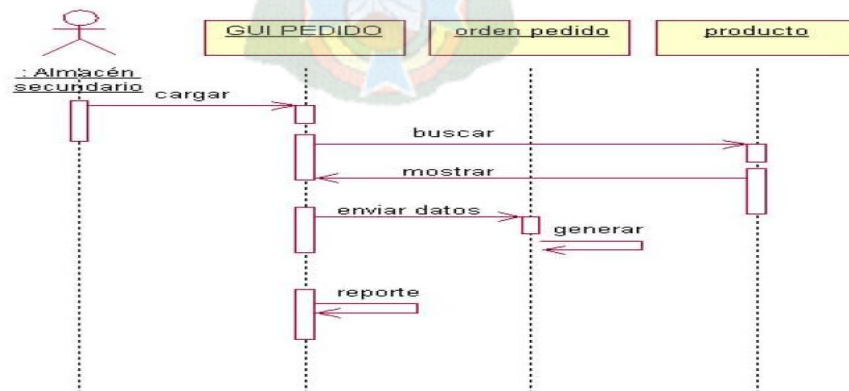 GUI PEDIDO
orden pedido
producto
: Almacén
secundario
cargar
buscar
mostrar
enviar datos
generar
reporte